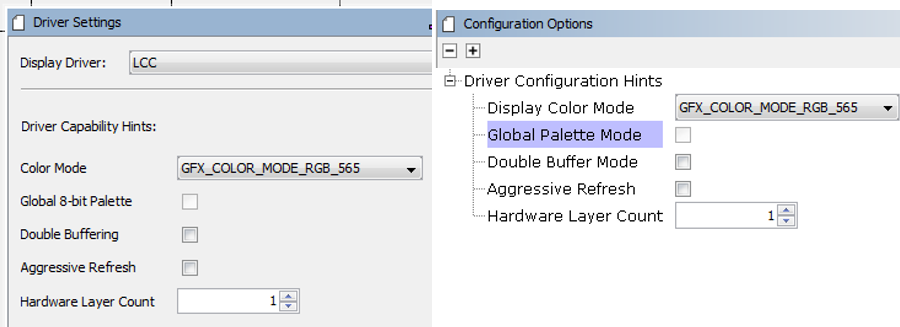 Driver Settings
Display Driver: LCC
Driver Capability Hints:
Color Mode GFX_COLOR_MODE_RGB_565
Global 8-bit Palette
Double Buffering
Aggressive Refresh
Hardware Layer Count 1
Configuration Options
Driver Configuration Hints
Display Color Mode GFX_COLOR_MODE_RGB_565
Global Palette Mode
Double Buffer Mode
Aggressive Refresh
Hardware Layer Count 1